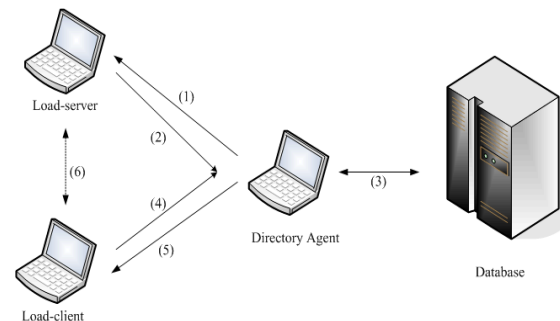 (1)
Load-server
(2)
(6)
(4)
(3)
(5)
Directory Agent
Database
Load-client